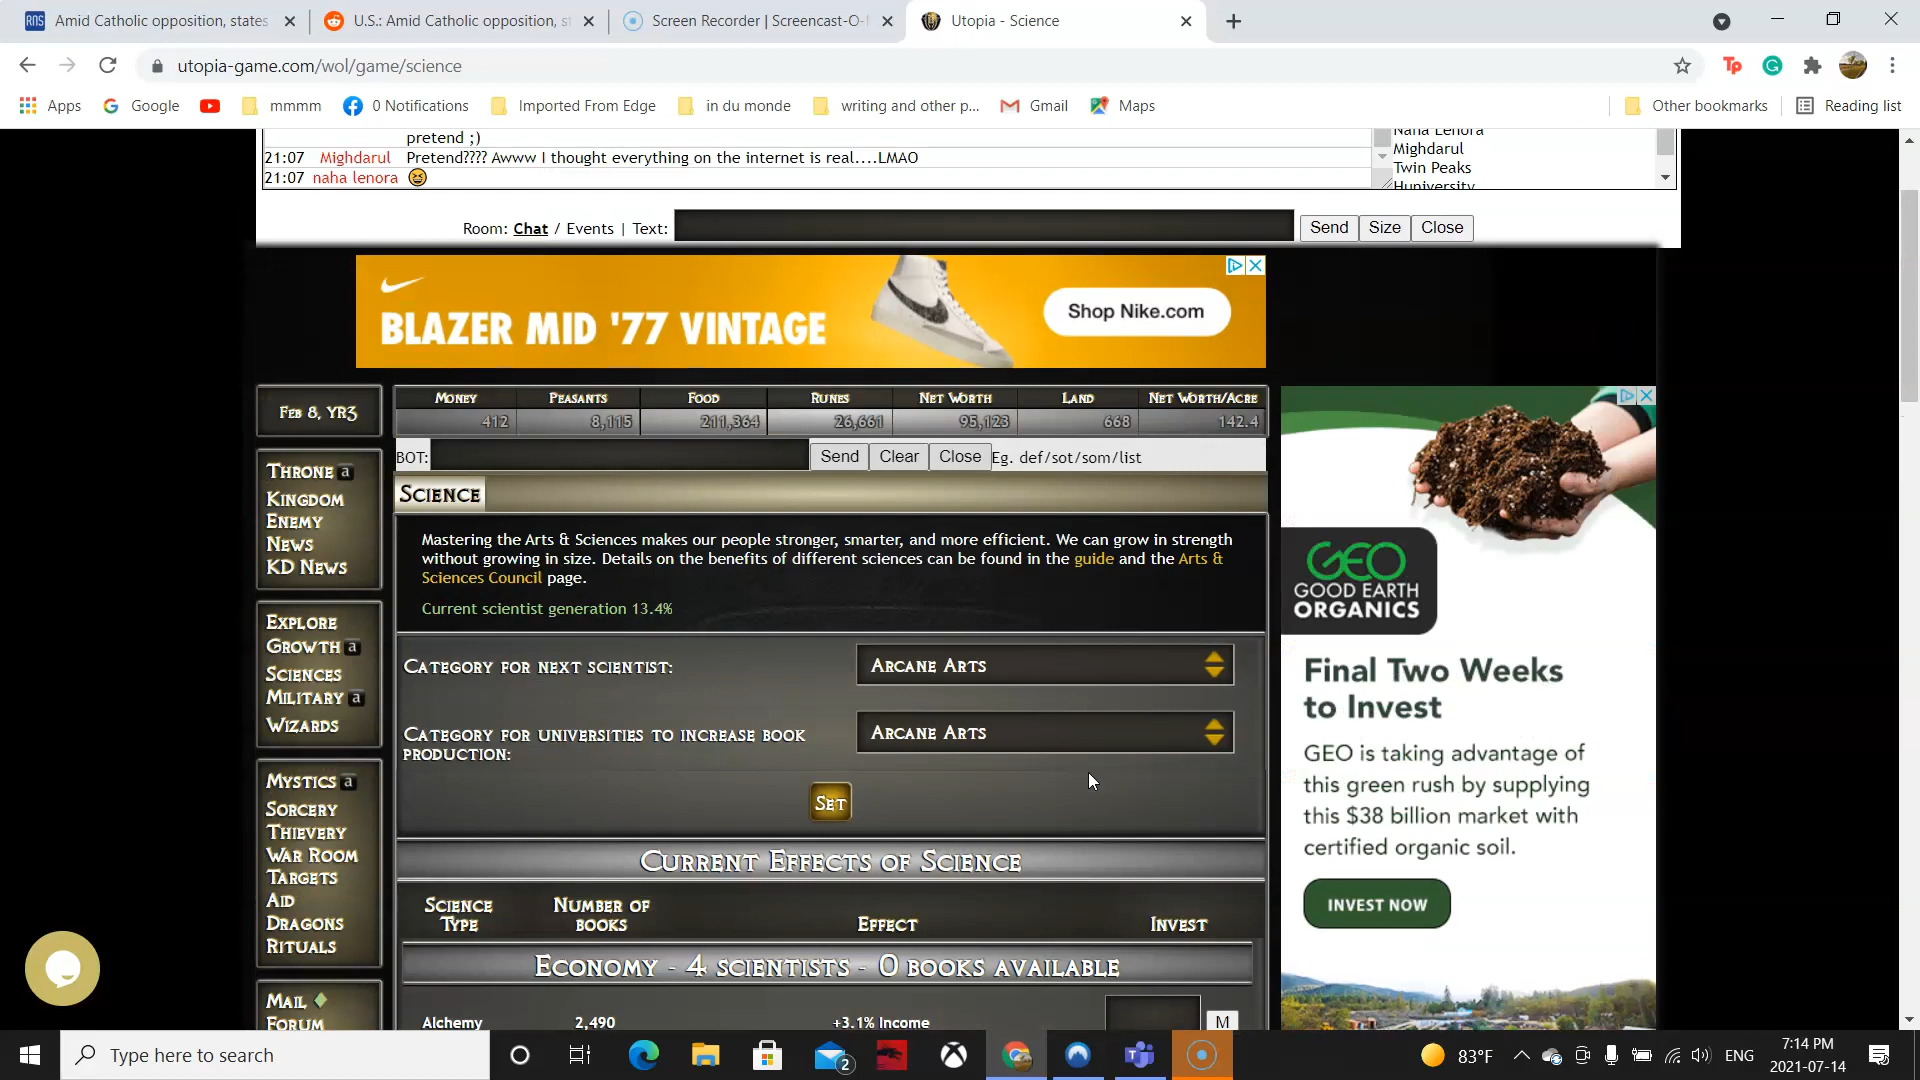 Amid Catholic opposition, states
U.S.: Amid Catholic opposition, st
Screen Recorder | Screencast-O-
Utopia - Science
utopia-game.com/wol/game/science
Apps
Google
mmmm
0 Notifications
Imported From Edge
in du monde
writing and other p...
Gmail
Maps
Other bookmarks
Reading list
pretend ;)
21:07 Mighdarul Pretend???? Awww I thought everything on the internet is real....LMAO
21:07 naha lenora
Naha Lenora
Mighdarul
Twin Peaks
Huniversity
Room: Chat / Events | Text:
Send
Size
Close
BLAZER MID '77 VINTAGE
Shop Nike.com
Feb 8, YR3
Money Peasants Food Runes Net Worth Land Net Worth/Acre
412 8,115 211,364 26,661 95,123 668 142.4
BOT:
Send
Clear
Close
Eg. def/sot/som/list
Science
Mastering the Arts & Sciences makes our people stronger, smarter, and more efficient. We can grow in strength
without growing in size. Details on the benefits of different sciences can be found in the guide and the Arts &
Sciences Council page.
Current scientist generation 13.4%
Category for next scientist:
Arcane Arts
Category for universities to increase book
production:
Arcane Arts
Set
Current Effects of Science
Science
Type
Number of
Books
Effect
Invest
Economy - 4 scientists - 0 books available
Alchemy 2,490 +3.1% Income
M
Throne a
Kingdom
Enemy
News
KD News
Explore
Growth a
Sciences
Military a
Wizards
Mystics a
Sorcery
Thievery
War Room
Targets
Aid
Dragons
Rituals
Mail
Forum
GEO
GOOD EARTH
ORGANICS
Final Two Weeks
to Invest
GEO is taking advantage of
this green rush by supplying
this $38 billion market with
certified organic soil.
INVEST NOW
Type here to search
2
83°F
ENG
7:14 PM
2021-07-14